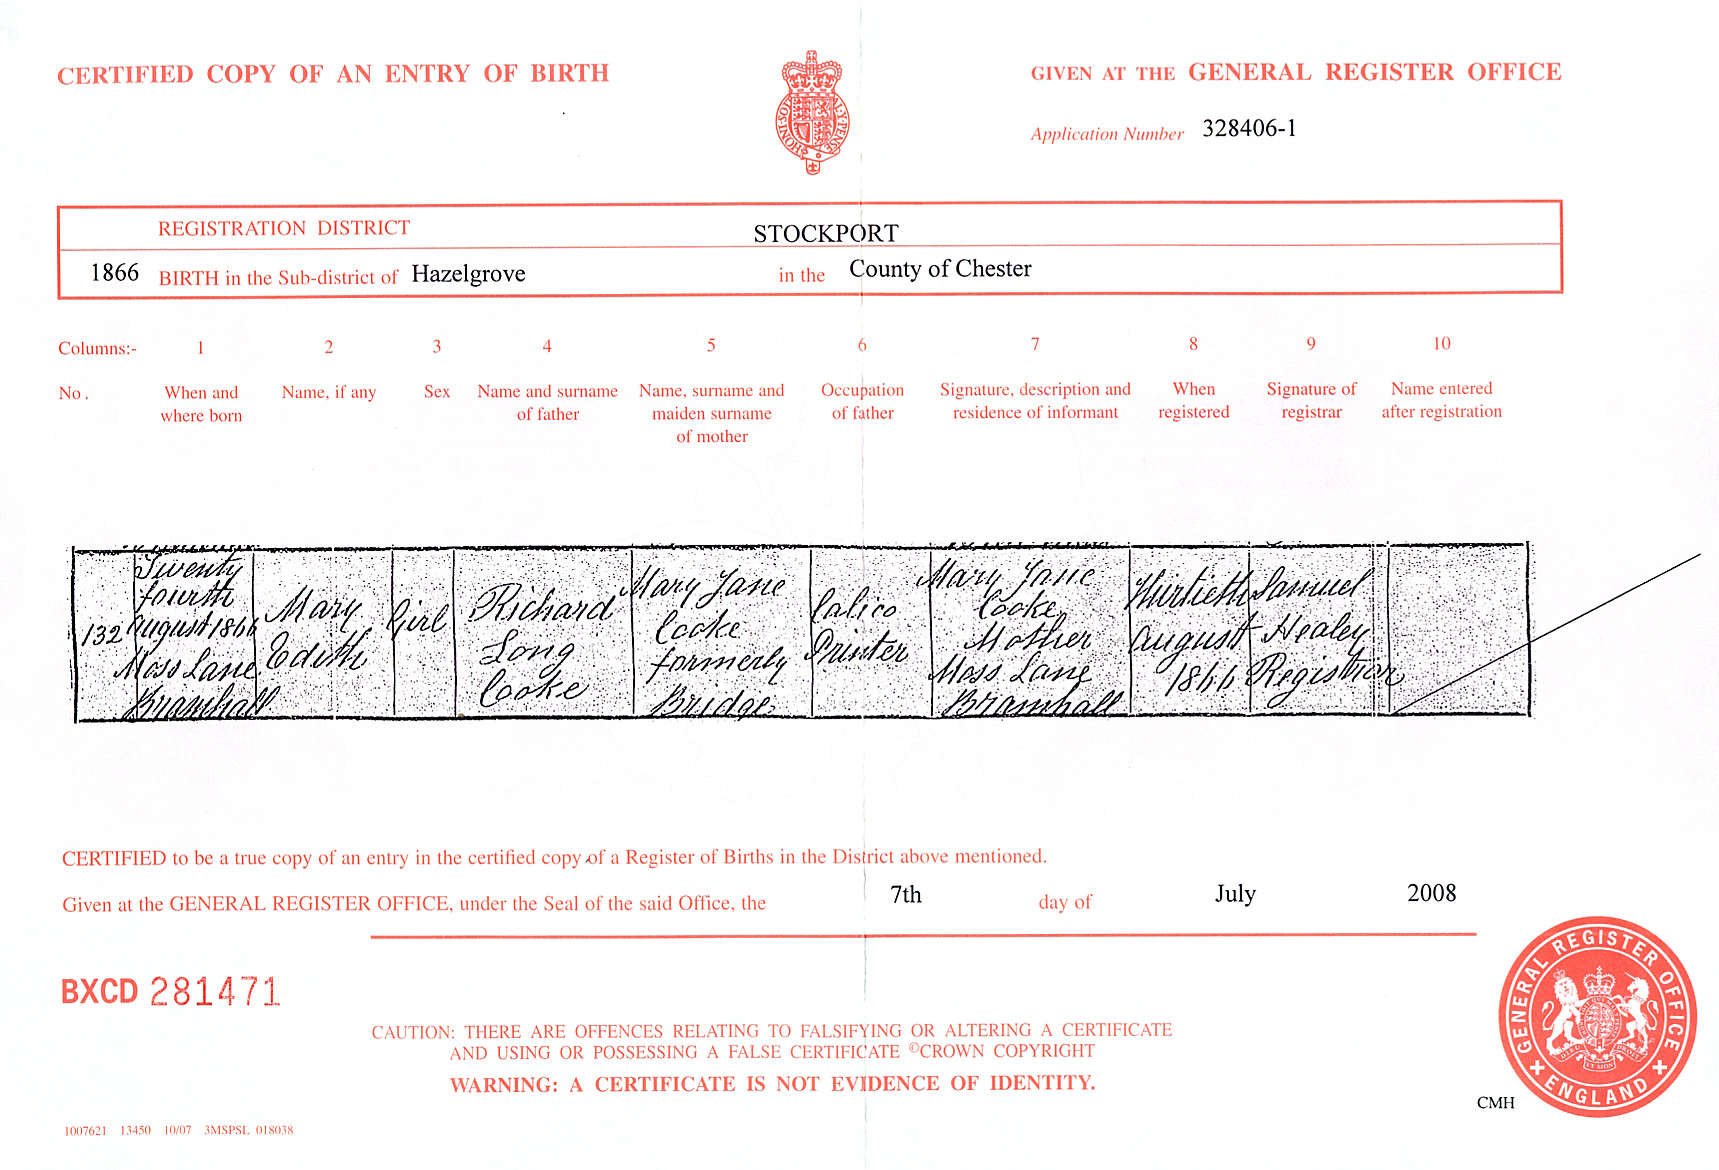 CERTIFIED COPY OF AN ENTRY OF BIRTH
GIVEN AT THE GENERAL REGISTER OFFICE
HONI SOIT Y PENSE
Application Number 328406-1
REGISTRATION DISTRICT STOCKPORT
1866 BIRTH in the Sub-district of Hazelgrove in the County of Chester
Columns:- 1 2 3 4 5 6 7 8 9 10
No. When and where born
Name, if any
Sex
Name and surname of father
Name, surname and maiden surname of mother
Occupation of father
Signature, description and residence of informant
When registered
Signature of registrar
Name entered after registration
132
Twenty
fourth
August 1866
Moss Lane
Bramhall
Mary
Edith
Girl
Richard
Long
Cooke
Mary Jane
Cooke
formerly
Bridge
Calico
Printer
Mary Jane
Cooke
Mother
Moss Lane
Bramhall
Thirtieth
August
1866
Samuel
Healey
Registrar
CERTIFIED to be a true copy of an entry in the certified copy of a Register of Births in the District above mentioned.
Given at the GENERAL REGISTER OFFICE, under the Seal of the said Office, the 7th day of July 2008
BXCD 281471
CAUTION: THERE ARE OFFENCES RELATING TO FALSIFYING OR ALTERING A CERTIFICATE
AND USING OR POSSESSING A FALSE CERTIFICATE ©CROWN COPYRIGHT
WARNING: A CERTIFICATE IS NOT EVIDENCE OF IDENTITY.
GENERAL REGISTER OFFICE
ENGLAND
CMH
1007621 13450 10/07 3MSPSL 018038